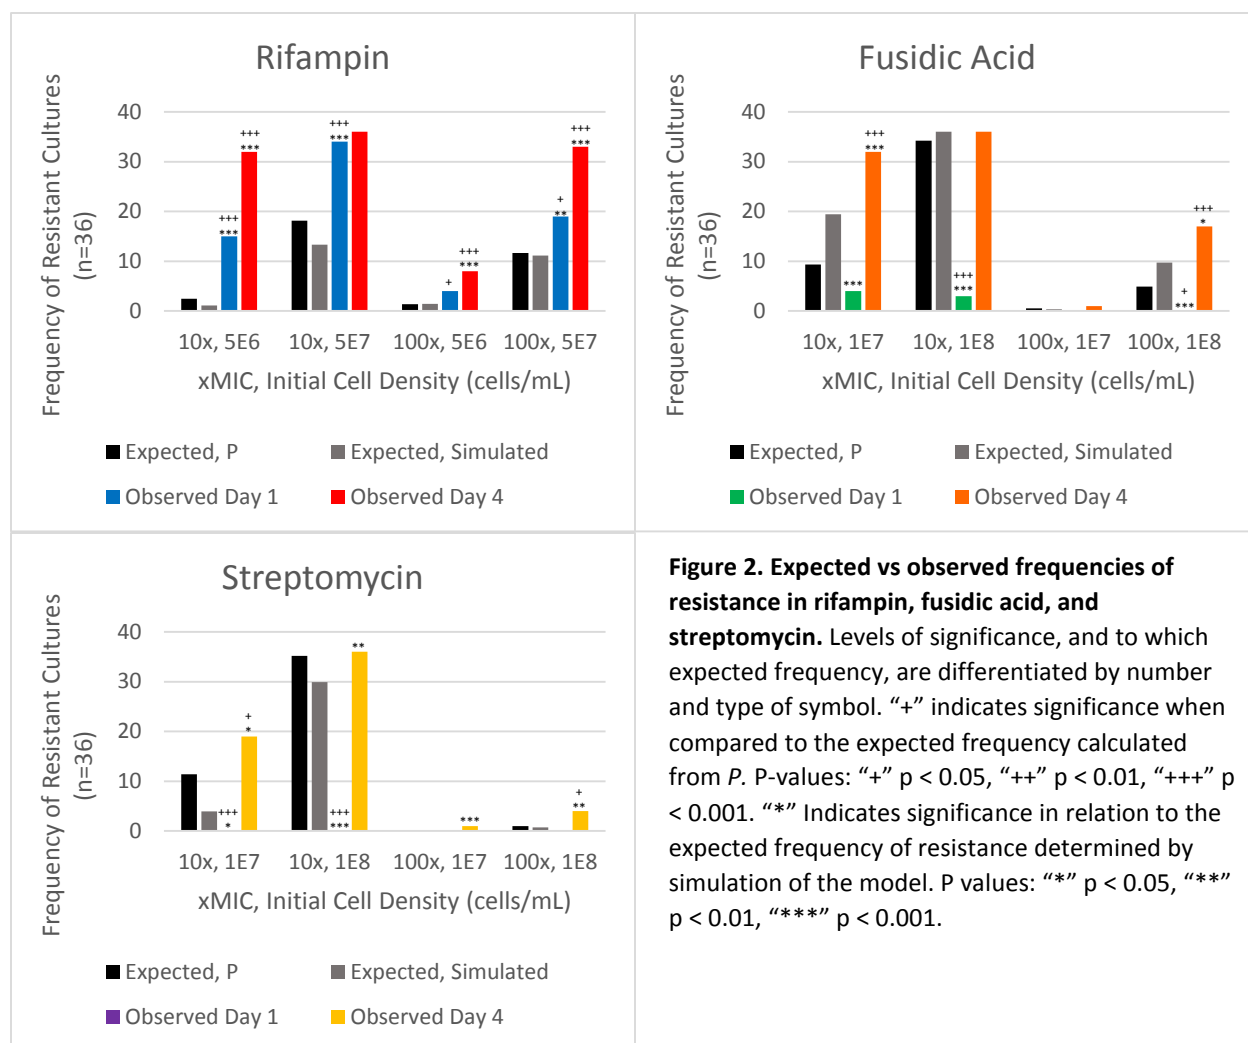 Rifampin
Frequency of Resistant Cultures
(n=36)
40
30
20
10
0
+++
***
+++
***
+++
***
+
+++
***
+
**
+++
***
10x, 5E6
10x, 5E7
100x, 5E6
100x, 5E7
xMIC, Initial Cell Density (cells/mL)
Expected, P
Expected, Simulated
Observed Day 1
Observed Day 4
Fusidic Acid
Frequency of Resistant Cultures
(n=36)
40
30
20
10
0
***
+++
***
+++
***
+
***
+++
*
10x, 1E7
10x, 1E8
100x, 1E7
100x, 1E8
xMIC, Initial Cell Density (cells/mL)
Expected, P
Expected, Simulated
Observed Day 1
Observed Day 4
Streptomycin
Frequency of Resistant Cultures
(n=36)
40
30
20
10
0
+++
*
+
*
+++
***
**
***
+
**
10x, 1E7
10x, 1E8
100x, 1E7
100x, 1E8
xMIC, Initial Cell Density (cells/mL)
Expected, P
Expected, Simulated
Observed Day 1
Observed Day 4
Figure 2. Expected vs observed frequencies of
resistance in rifampin, fusidic acid, and
streptomycin. Levels of significance, and to which
expected frequency, are differentiated by number
and type of symbol. “+” indicates significance when
compared to the expected frequency calculated
from P. P-values: “+” p < 0.05, “++” p < 0.01, “+++” p
< 0.001. “*” Indicates significance in relation to the
expected frequency of resistance determined by
simulation of the model. P values: “*” p < 0.05, “**”
p < 0.01, “***” p < 0.001.